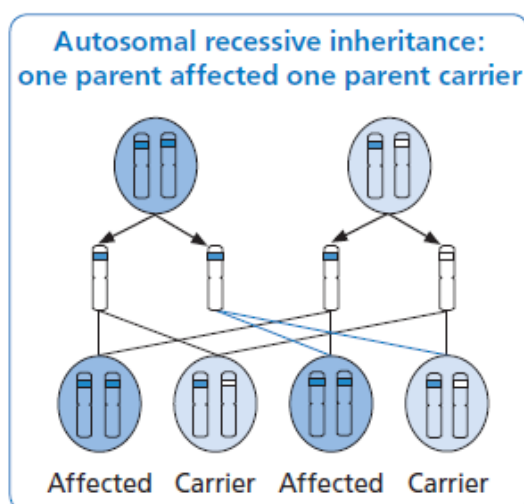 Autosomal recessive inheritance:
one parent affected one parent carrier
Affected Carrier Affected Carrier